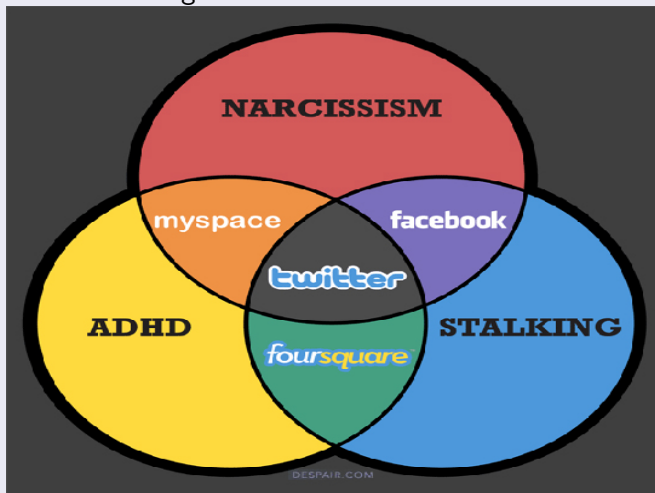 NARCISSISM
myspace
facebook
twitter
ADHD
STALKING
foursquare
DESPAIR.COM